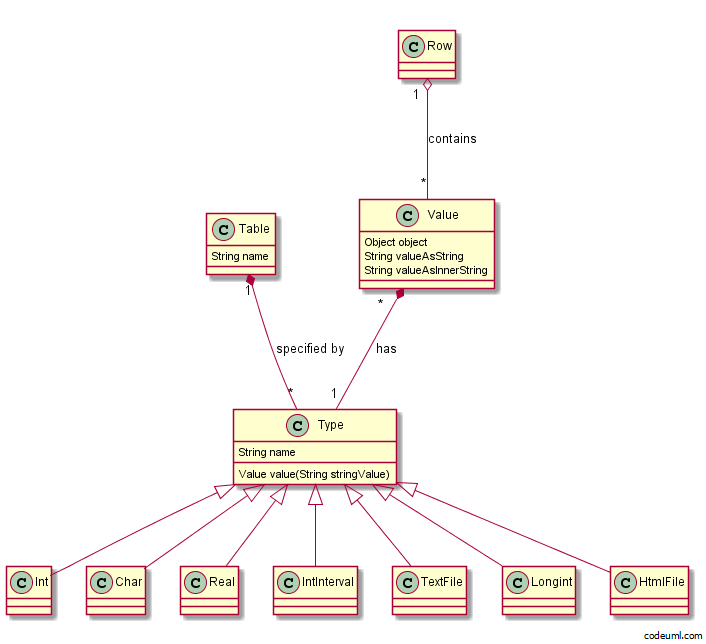 C Row
1
contains
*
C Table
String name
C Value
Object object
String valueAsString
String valueAsInnerString
1
*
specified by
has
*
1
C Type
String name
Value value(String stringValue)
C Int
C Char
C Real
C IntInterval
C TextFile
C Longint
C HtmlFile
codeuml.com